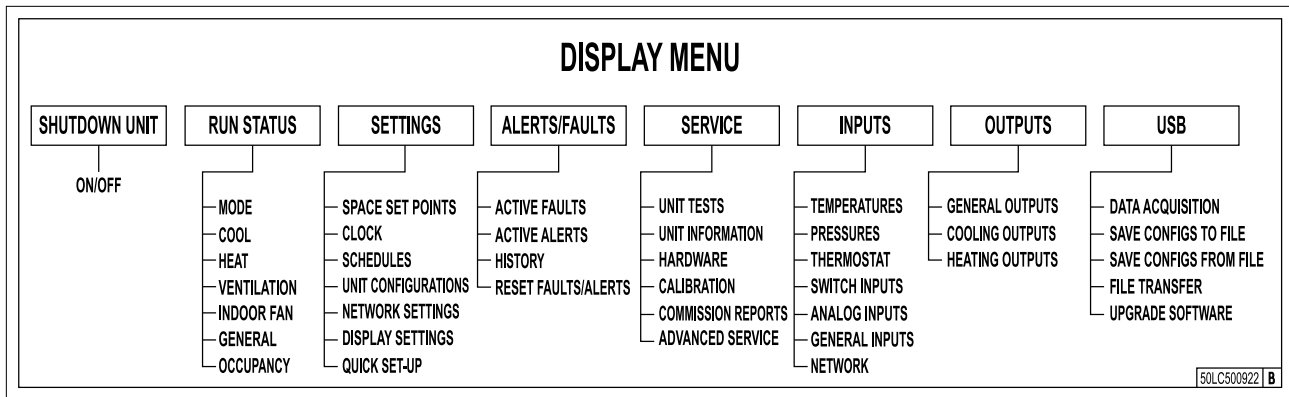 DISPLAY MENU
SHUTDOWN UNIT
ON/OFF
RUN STATUS
MODE
COOL
HEAT
VENTILATION
INDOOR FAN
GENERAL
OCCUPANCY
SETTINGS
SPACE SET POINTS
CLOCK
SCHEDULES
UNIT CONFIGURATIONS
NETWORK SETTINGS
DISPLAY SETTINGS
QUICK SET-UP
ALERTS/FAULTS
ACTIVE FAULTS
ACTIVE ALERTS
HISTORY
RESET FAULTS/ALERTS
SERVICE
UNIT TESTS
UNIT INFORMATION
HARDWARE
CALIBRATION
COMMISSION REPORTS
ADVANCED SERVICE
INPUTS
TEMPERATURES
PRESSURES
THERMOSTAT
SWITCH INPUTS
ANALOG INPUTS
GENERAL INPUTS
NETWORK
OUTPUTS
GENERAL OUTPUTS
COOLING OUTPUTS
HEATING OUTPUTS
USB
DATA ACQUISITION
SAVE CONFIGS TO FILE
SAVE CONFIGS FROM FILE
FILE TRANSFER
UPGRADE SOFTWARE
50LC500922 B